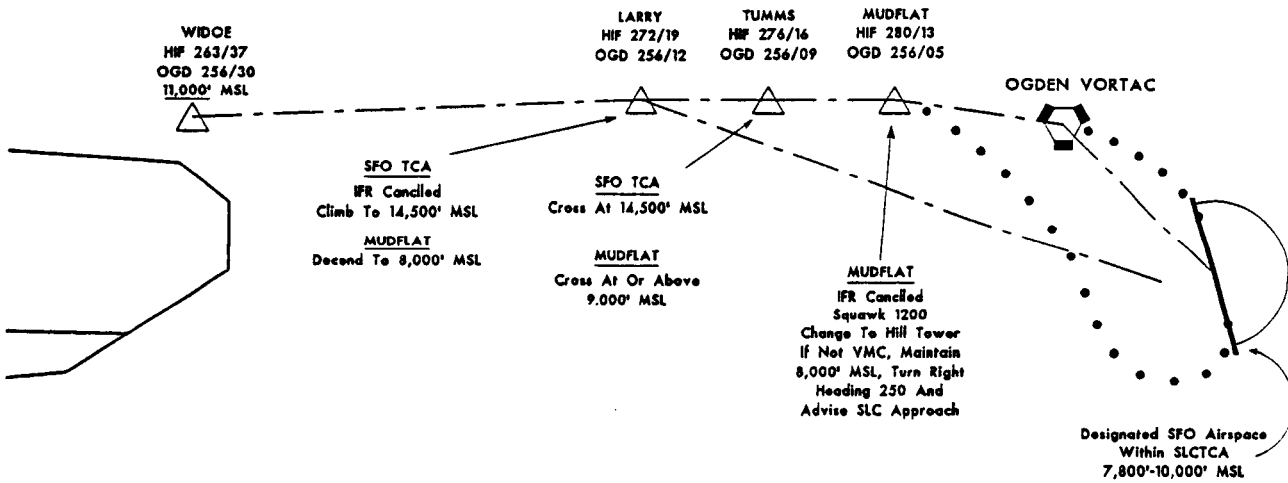 WIDOE
HIF 263/37
OGD 256/30
11,000' MSL
LARRY
HIF 272/19
OGD 256/12
TUMMS
HIF 276/16
OGD 256/09
MUDFLAT
HIF 280/13
OGD 256/05
OGDEN VORTAC
SFO TCA
IFR Canclled
Climb To 14,500' MSL
MUDFLAT
Decend To 8,000' MSL
SFO TCA
Cross At 14,500' MSL
MUDFLAT
Cross At Or Above
9.000' MSL
MUDFLAT
IFR Canclled
Squawk 1200
Change To Hill Tower
If Not VMC, Maintain
8,000' MSL, Turn Right
Heading 250 And
Advise SLC Approach
Designated SFO Airspace
Within SLCTCA
7,800'-10,000' MSL